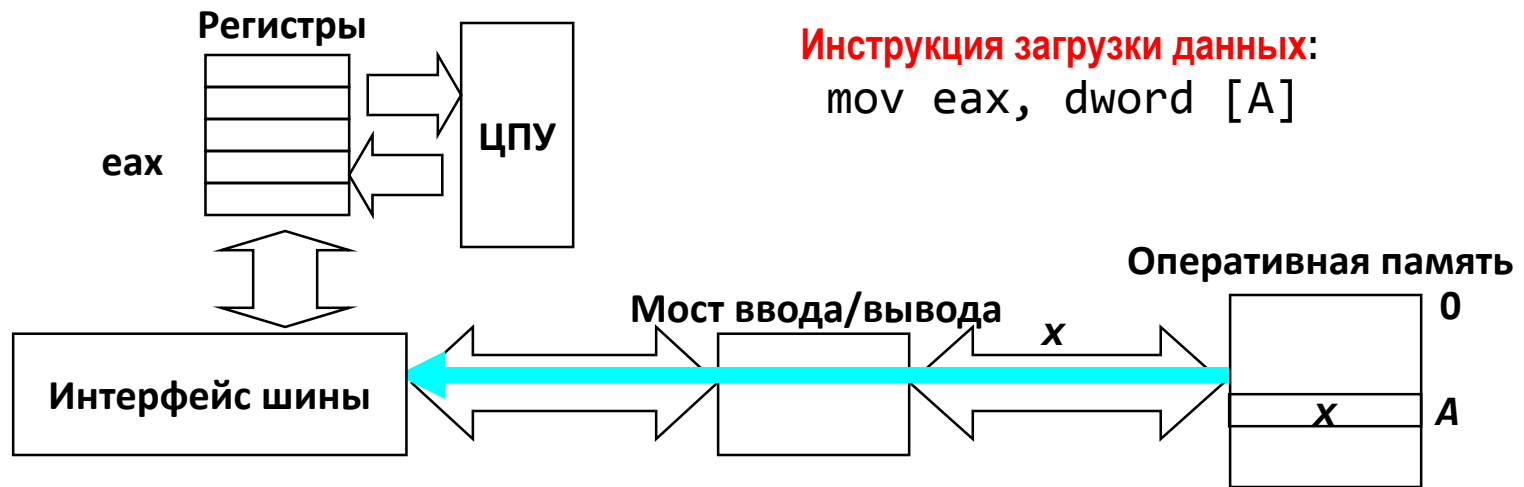 Регистры
Инструкция загрузки данных:
mov eax, dword [A]
ЦПУ
eax
Оперативная память
Мост ввода/вывода
0
x
Интерфейс шины
x
A